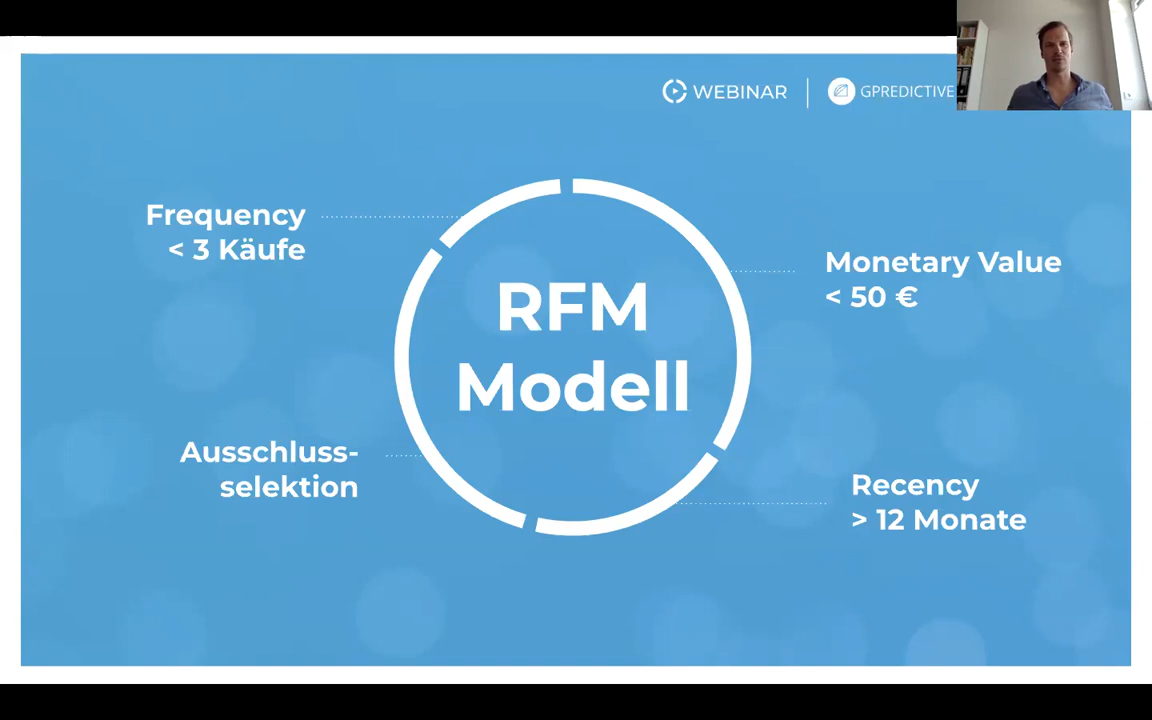 WEBINAR
GPREDICTIVE
Frequency
< 3 Käufe
Monetary Value
< 50 €
RFM
Modell
Ausschluss-
selektion
Recency
> 12 Monate